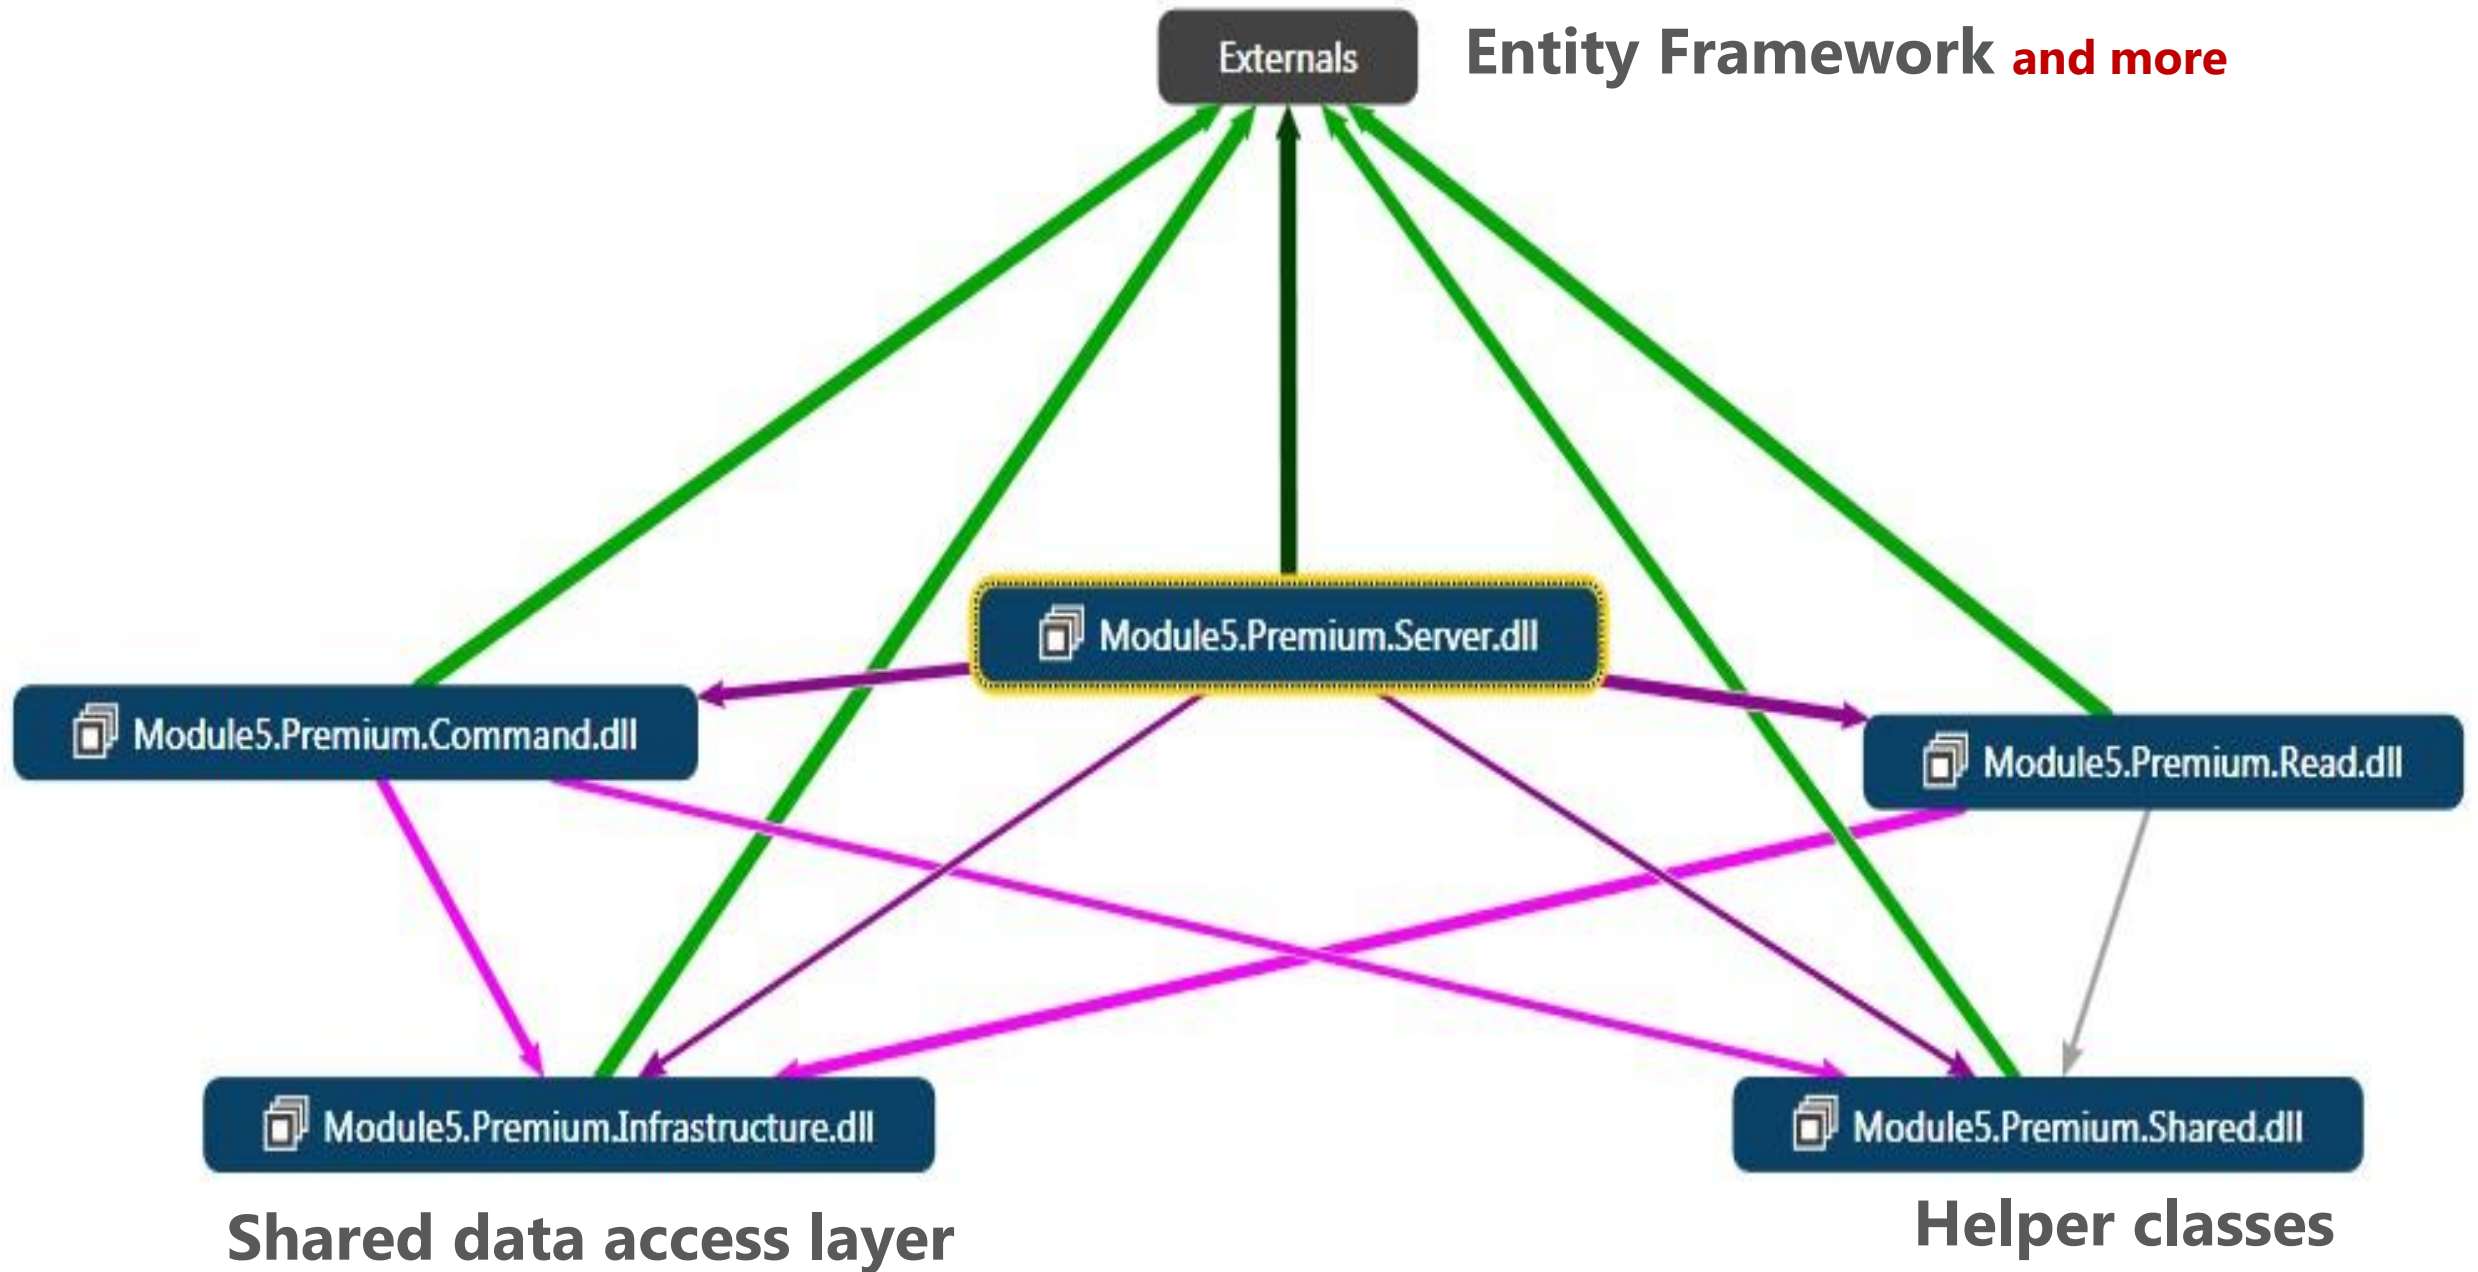 Externals
Entity Framework and more
Module5.Premium.Server.dll
Module5.Premium.Command.dll
Module5.Premium.Read.dll
Module5.Premium.Infrastructure.dll
Module5.Premium.Shared.dll
Shared data access layer
Helper classes